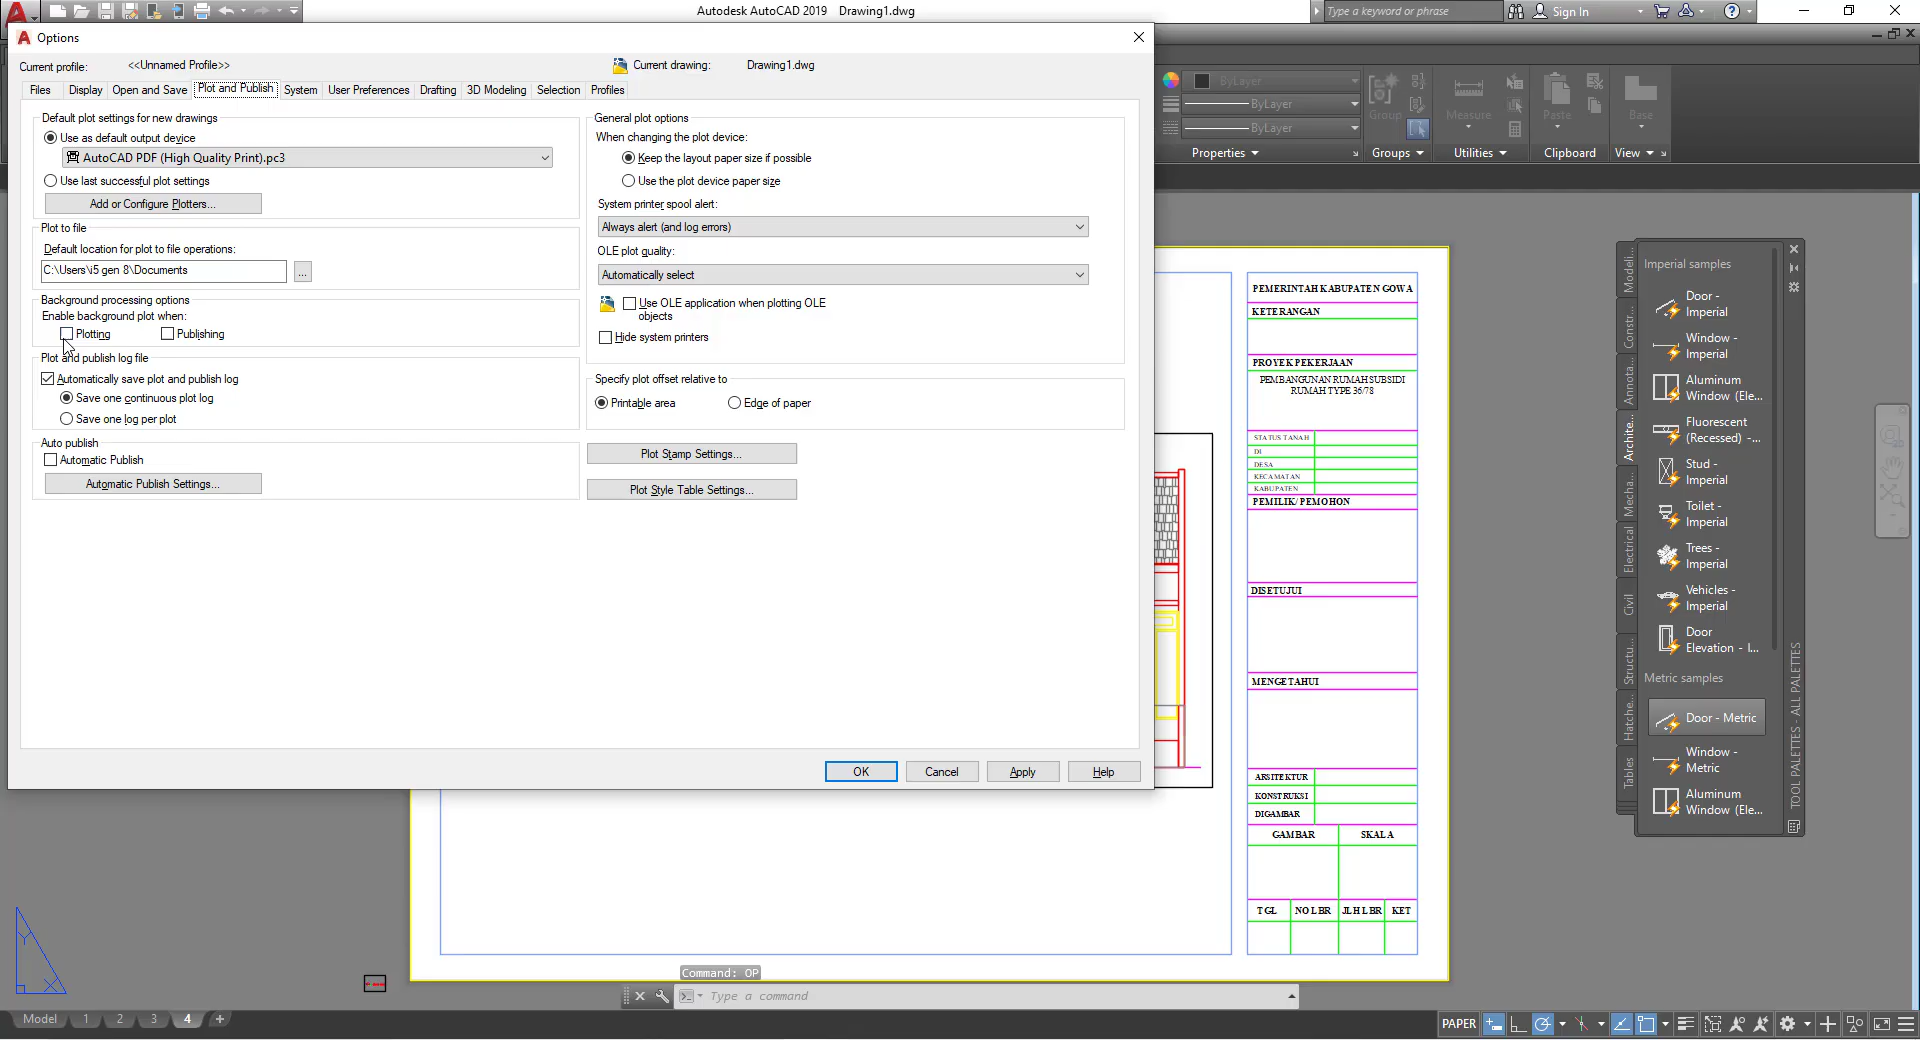 Autodesk AutoCAD 2019 Drawing1.dwg
Type a keyword or phrase
Sign In
Options
Current profile:
<<Unnamed Profile>>
Current drawing:
Drawing1.dwg
Files
Display
Open and Save
Plot and Publish
System
User Preferences
Drafting
3D Modeling
Selection
Profiles
Default plot settings for new drawings
Use as default output device
AutoCAD PDF (High Quality Print).pc3
Use last successful plot settings
Add or Configure Plotters...
Plot to file
Default location for plot to file operations:
C:\Users\i5 gen 8\Documents
...
Background processing options
Enable background plot when:
Plotting
Publishing
Plot and publish log file
Automatically save plot and publish log
Save one continuous plot log
Save one log per plot
Auto publish
Automatic Publish
Automatic Publish Settings...
General plot options
When changing the plot device:
Keep the layout paper size if possible
Use the plot device paper size
System printer spool alert:
Always alert (and log errors)
OLE plot quality:
Automatically select
Use OLE application when plotting OLE
objects
Hide system printers
Specify plot offset relative to
Printable area
Edge of paper
Plot Stamp Settings...
Plot Style Table Settings...
OK
Cancel
Apply
Help
ByLayer
ByLayer
ByLayer
Properties
Group
Groups
Measure
Utilities
Paste
Clipboard
Base
View
PEMERINTAH KABUPATEN GOWA
KETERANGAN
PROYEK PEKERJAAN
PEMBANGUNAN RUMAH SUBSIDI
RUMAH TYPE 36/78
STATUS TANAH
DI
DESA
KECAMATAN
KABUPATEN
PEMILIK/ PEMOHON
DISETUJUI
MENGETAHUI
ARSITEKTUR
KONSTRUKSI
DIGAMBAR
GAMBAR
SKALA
TGL
NO LBR
JLH LBR
KET
Modeli...
Constr...
Annota...
Archite...
Mecha...
Electrical
Civil
Structu...
Hatche...
Tables
Imperial samples
Door -
Imperial
Window -
Imperial
Aluminum
Window (Ele...
Fluorescent
(Recessed) -...
Stud -
Imperial
Toilet -
Imperial
Trees -
Imperial
Vehicles -
Imperial
Door
Elevation - I...
Metric samples
Door - Metric
Window -
Metric
Aluminum
Window (Ele...
TOOL PALETTES - ALL PALETTES
Y
X
Command: OP
Type a command
Model
1
2
3
4
PAPER